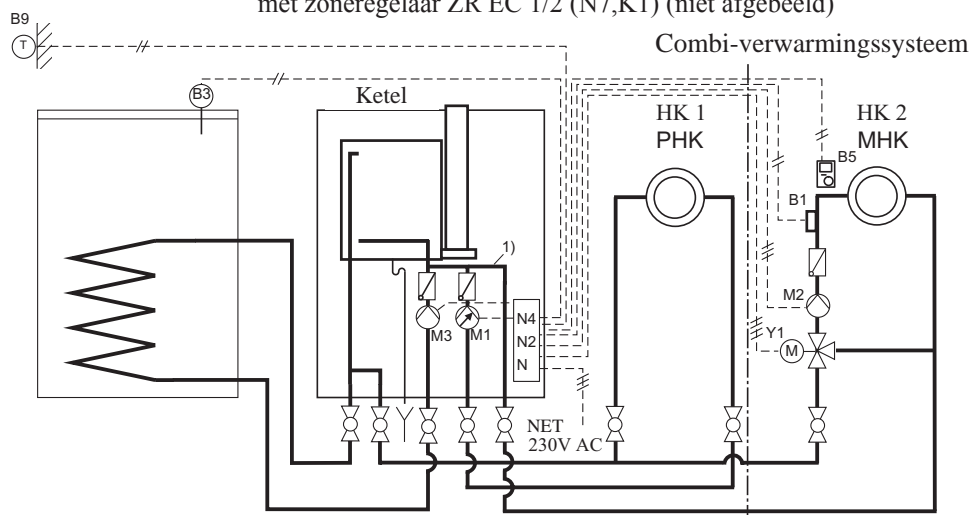 met zoneregelaar ZR EC 1/2 (N7,K1) (niet afgebeeld)
B9
T
Combi-verwarmingssysteem
B3
Ketel
HK 1
PHK
HK 2
MHK
B5
B1
1)
M2
N4
M3
M1
N2
Y1
M
N
NET
230V AC